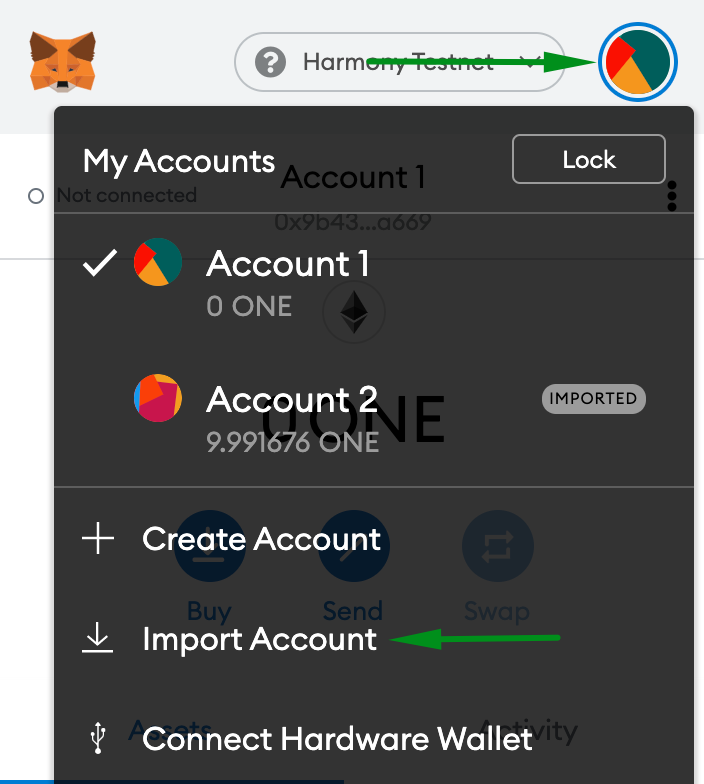 Harmony Testnet
My Accounts
Lock
Account 1
Not connected
0x9b43...a669
Account 1
0 ONE
Account 2
IMPORTED
0 ONE
9.991676 ONE
Create Account
Buy
Send
Swap
Import Account
Assets
Activity
Connect Hardware Wallet